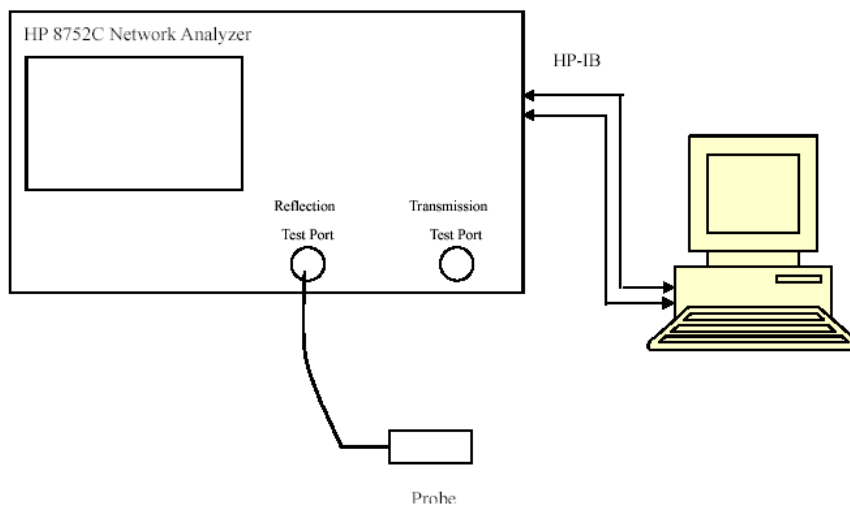 HP 8752C Network Analyzer
HP-IB
Reflection
Test Port
Transmission
Test Port
Probe